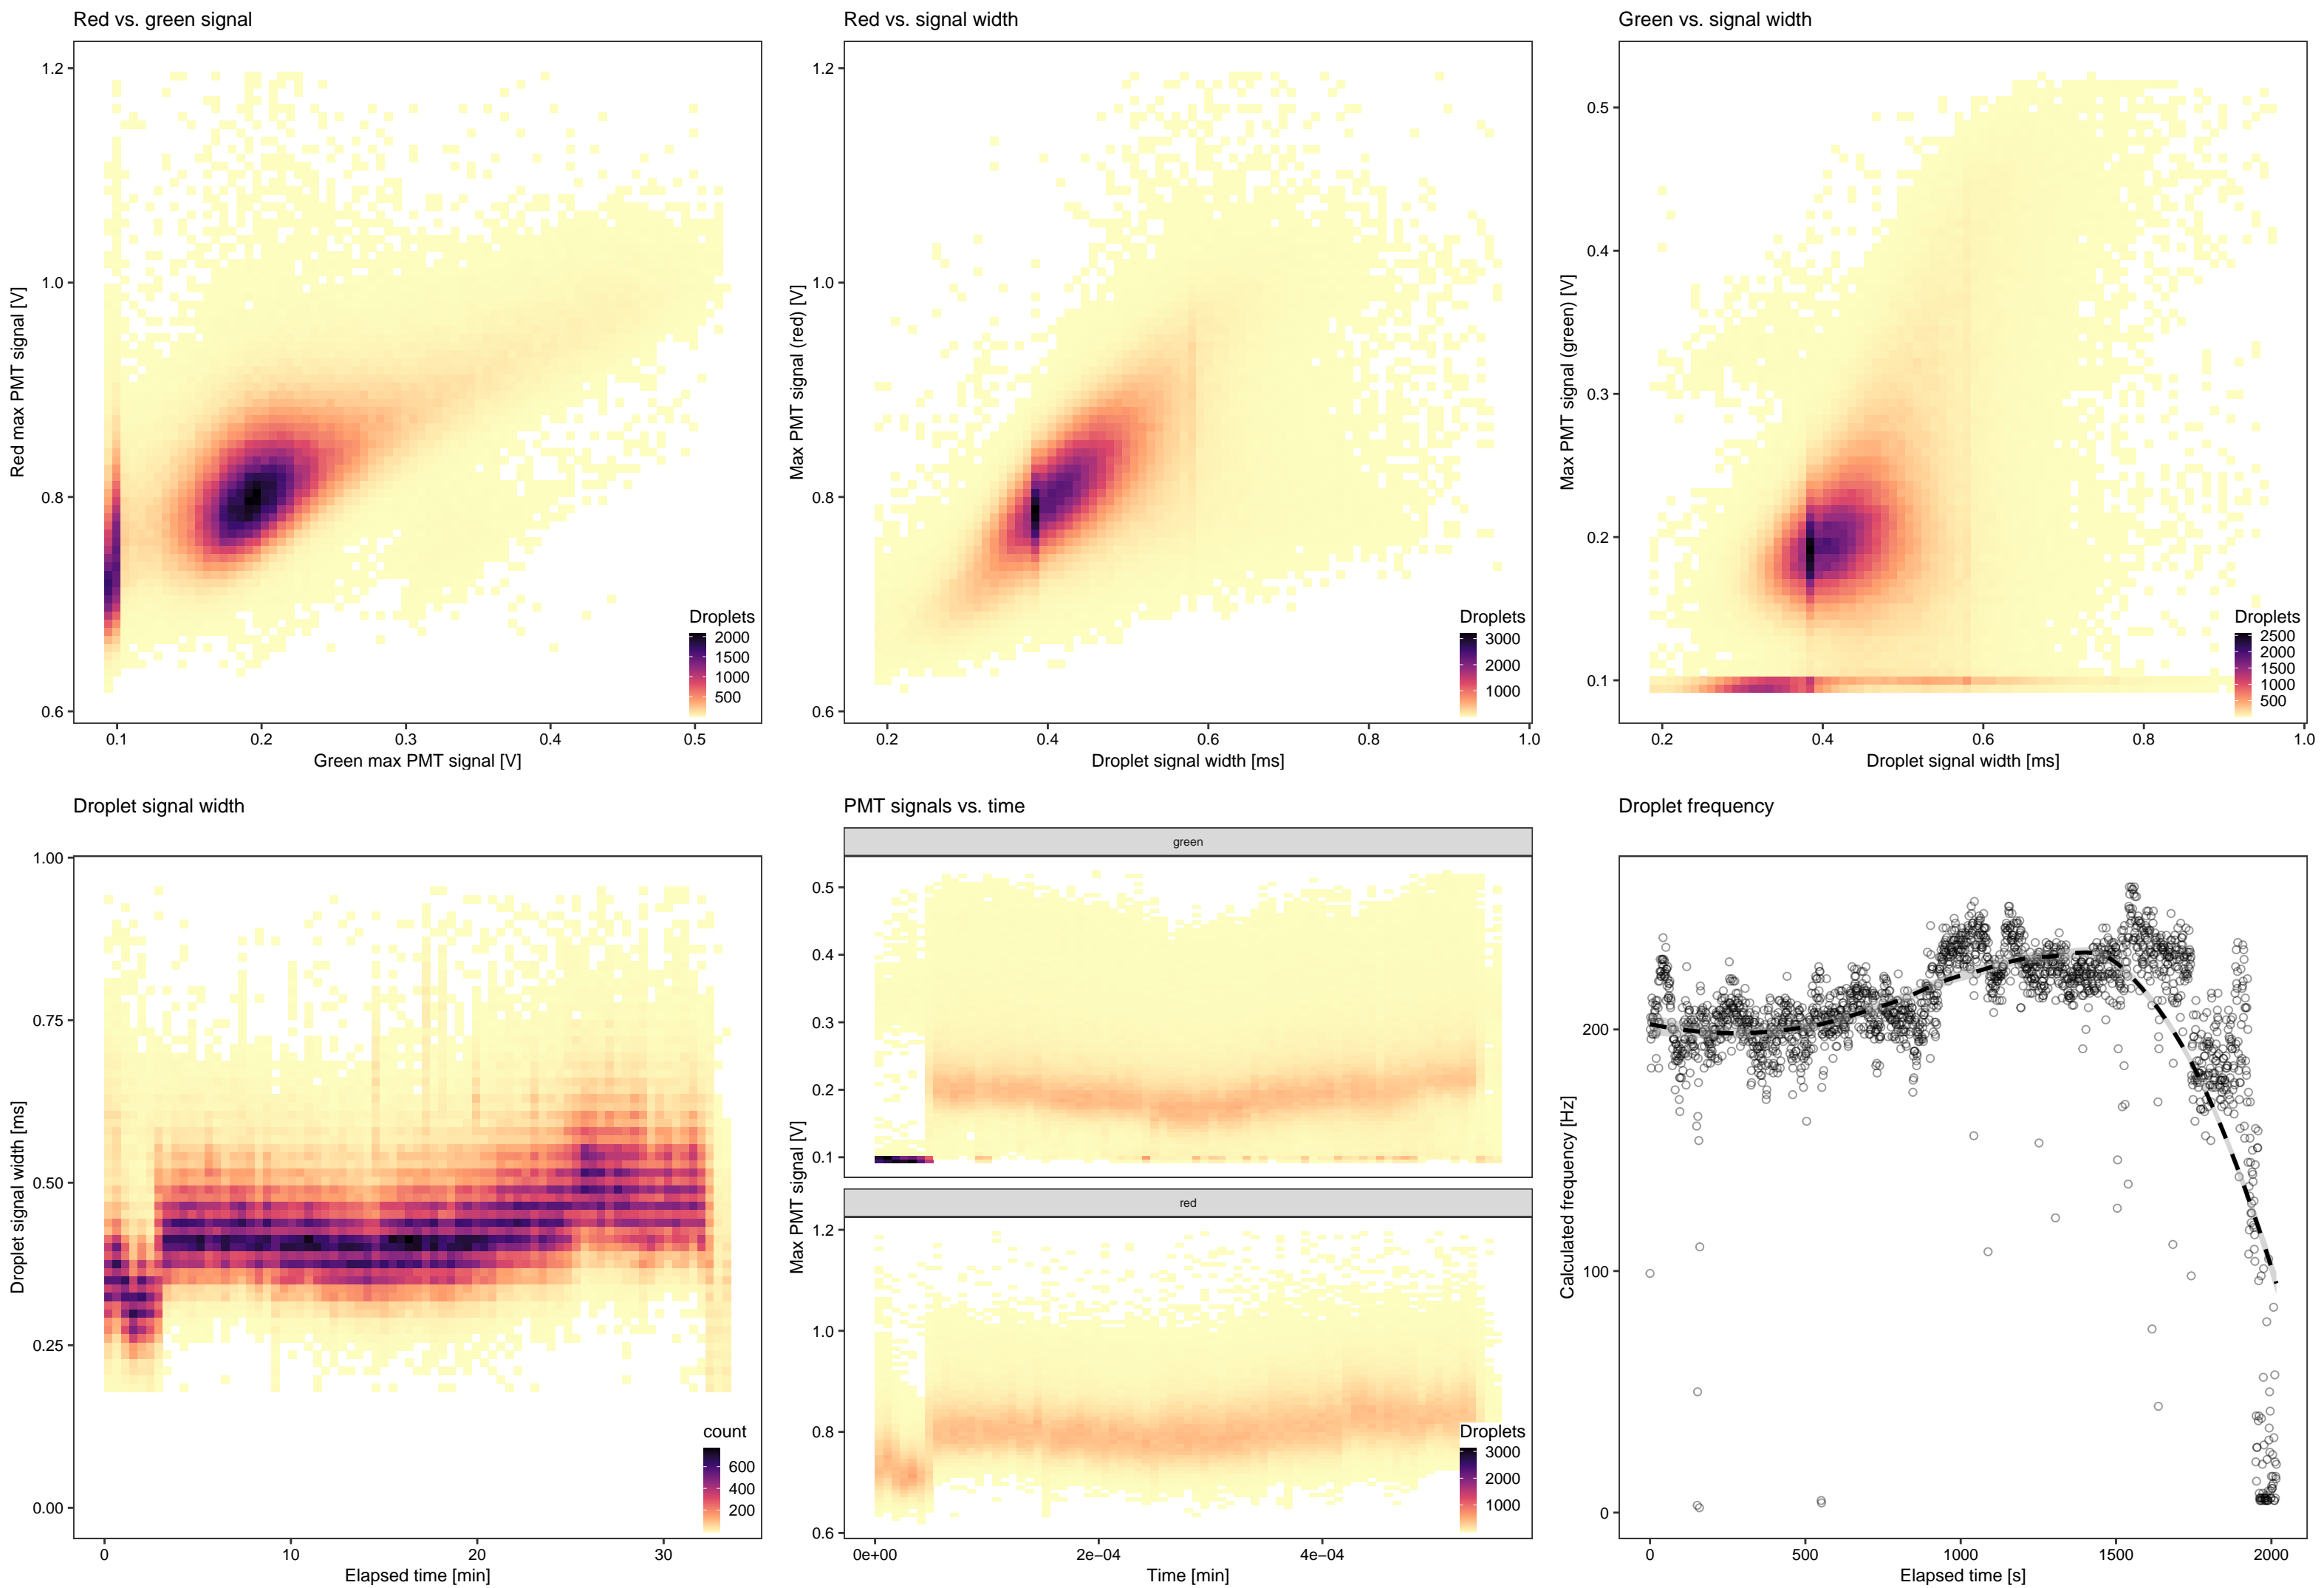 Red vs. green signal
1.2
1.0
0.8
0.6
Red max PMT signal [V]
0.1 0.2 0.3 0.4 0.5
Green max PMT signal [V]
Droplets
2000
1500
1000
500
Red vs. signal width
1.2
1.0
0.8
0.6
Max PMT signal (red) [V]
0.2 0.4 0.6 0.8 1.0
Droplet signal width [ms]
Droplets
3000
2000
1000
Green vs. signal width
0.5
0.4
0.3
0.2
0.1
Max PMT signal (green) [V]
0.2 0.4 0.6 0.8 1.0
Droplet signal width [ms]
Droplets
2500
2000
1500
1000
500
Droplet signal width
1.00
0.75
0.50
0.25
0.00
Droplet signal width [ms]
0 10 20 30
Elapsed time [min]
count
600
400
200
PMT signals vs. time
green
0.5
0.4
0.3
0.2
0.1
Max PMT signal [V]
red
1.2
1.0
0.8
0.6
0e+00 2e−04 4e−04
Time [min]
Droplets
3000
2000
1000
Droplet frequency
200
100
0
Calculated frequency [Hz]
0 500 1000 1500 2000
Elapsed time [s]